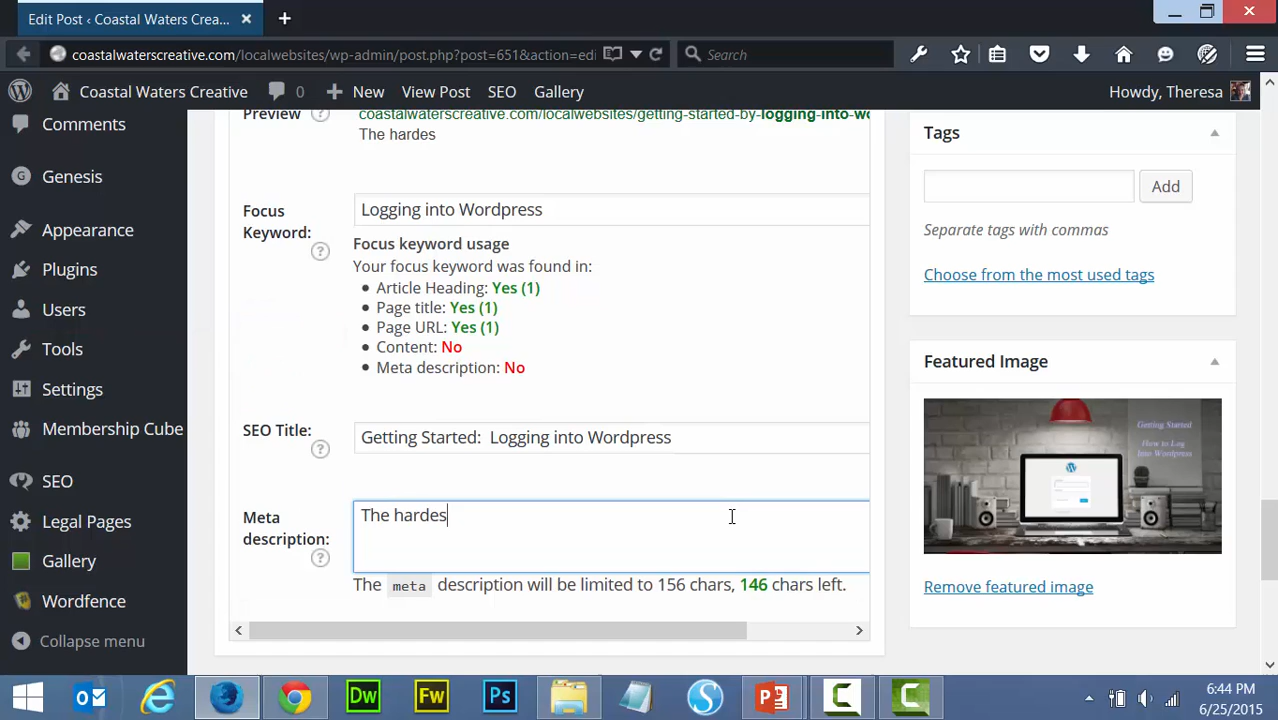 Edit Post ‹ Coastal Waters Crea...
coastalwaterscreative.com/localwebsites/wp-admin/post.php?post=651&action=edi
Search
Coastal Waters Creative
0
New
View Post
SEO
Gallery
Howdy, Theresa
Comments
Genesis
Appearance
Plugins
Users
Tools
Settings
Membership Cube
SEO
Legal Pages
Gallery
Wordfence
Collapse menu
Preview
coastalwaterscreative.com/localwebsites/getting-started-by-logging-into-wo
The hardes
Focus Keyword:
Logging into Wordpress
Focus keyword usage
Your focus keyword was found in:
Article Heading: Yes (1)
Page title: Yes (1)
Page URL: Yes (1)
Content: No
Meta description: No
SEO Title:
Getting Started:  Logging into Wordpress
Meta description:
The hardes
The meta description will be limited to 156 chars, 146 chars left.
Tags
Add
Separate tags with commas
Choose from the most used tags
Featured Image
Getting Started
How to Log
Into Wordpress
Remove featured image
Dw
Fw
Ps
6:44 PM
6/25/2015